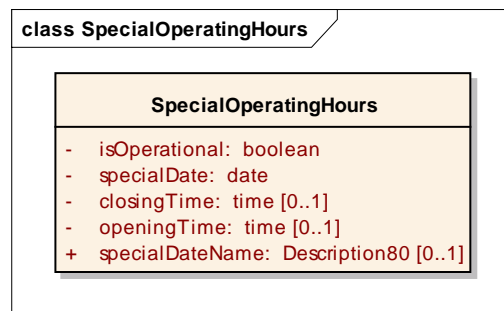 class SpecialOperatingHours
SpecialOperatingHours
- isOperational: boolean
- specialDate: date
- closingTime: time [0..1]
- openingTime: time [0..1]
+ specialDateName: Description80 [0..1]